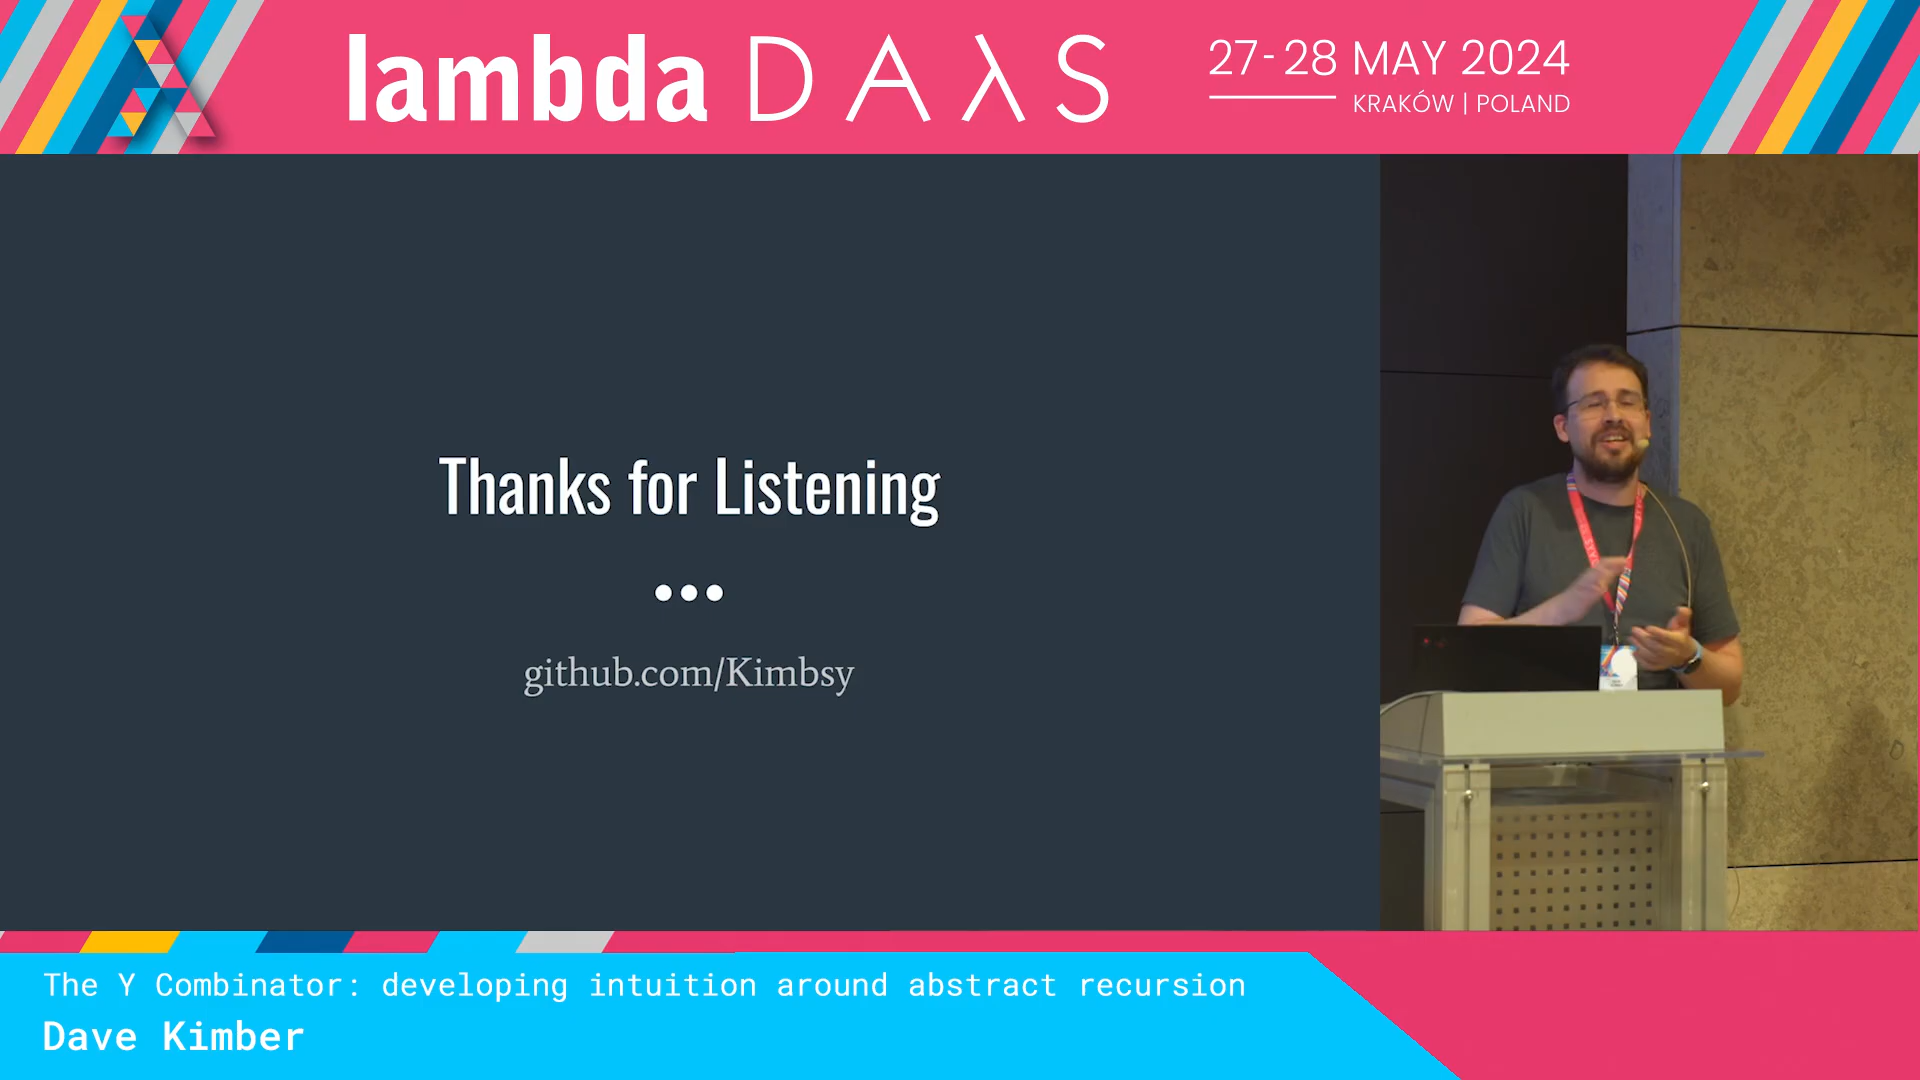 lambda DAλS
27-28 MAY 2024
KRAKÓW | POLAND
Thanks for Listening
github.com/Kimbsy
The Y Combinator: developing intuition around abstract recursion
Dave Kimber